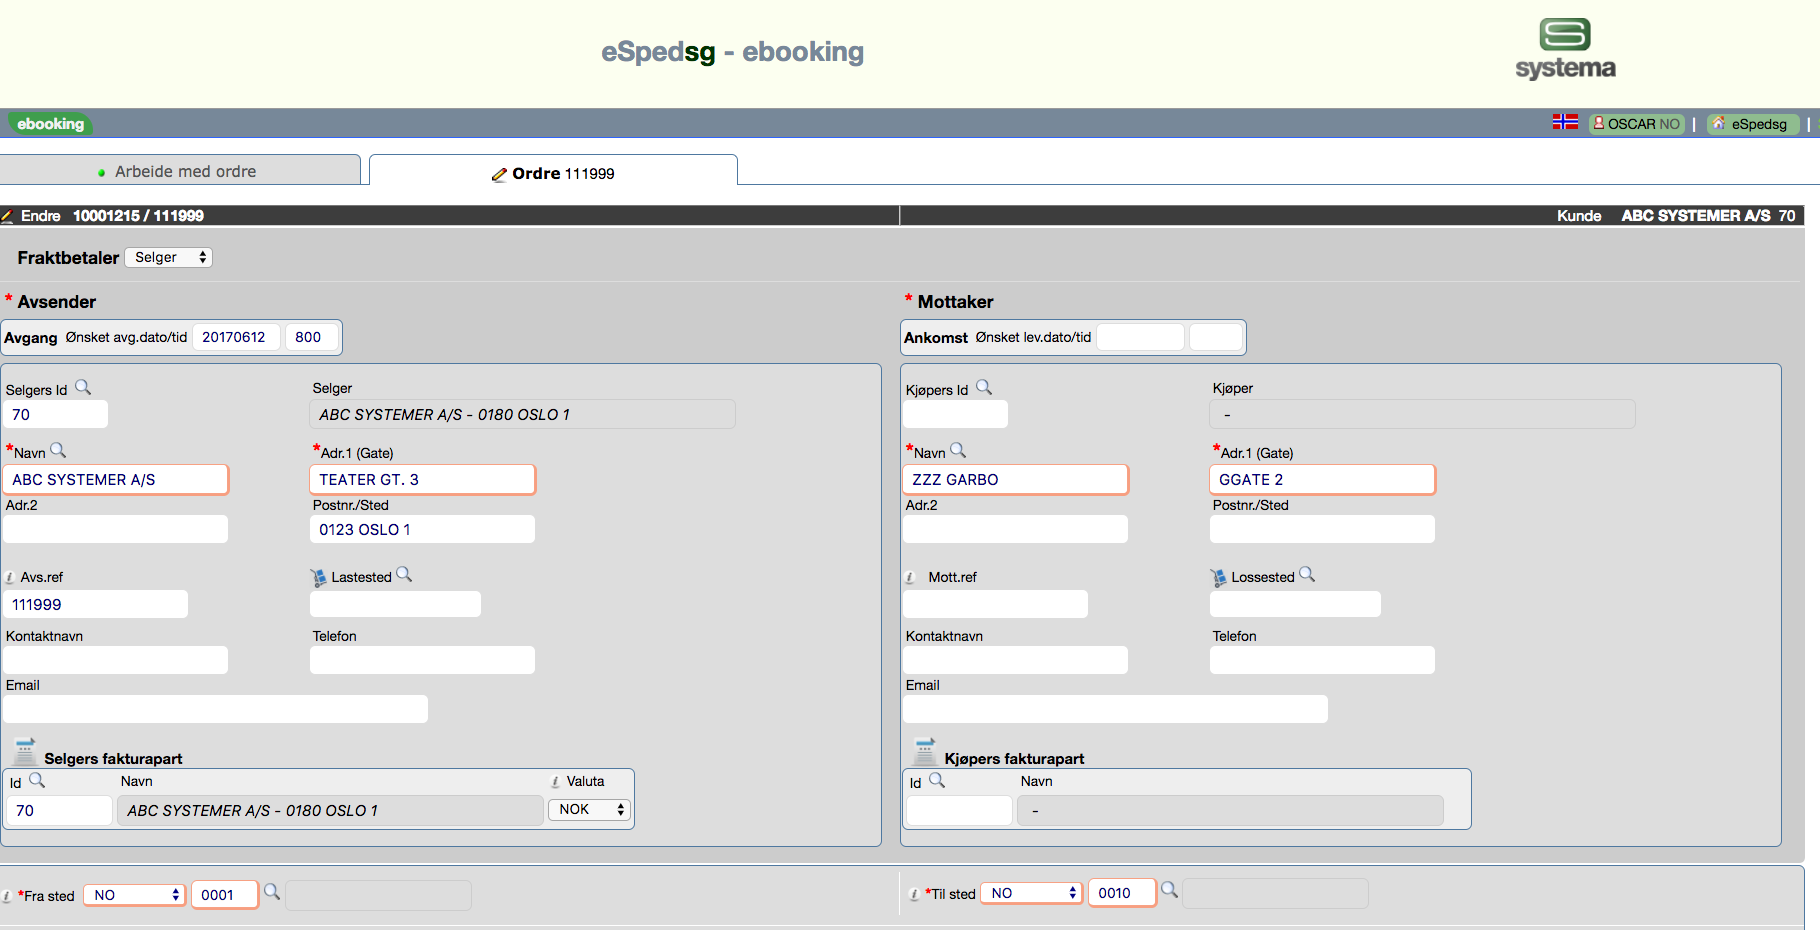 eSpedsg - ebooking
systema
ebooking
OSCAR NO | eSpedsg |
Arbeide med ordre
Ordre 111999
Endre 10001215 / 111999
Kunde ABC SYSTEMER A/S 70
Fraktbetaler Selger
* Avsender
Avgang Ønsket avg.dato/tid 20170612 800
Selgers Id
Selger
70
ABC SYSTEMER A/S - 0180 OSLO 1
*Navn
*Adr.1 (Gate)
ABC SYSTEMER A/S
TEATER GT. 3
Adr.2
Postnr./Sted
0123 OSLO 1
Avs.ref
Lastested
111999
Kontaktnavn
Telefon
Email
Selgers fakturapart
Id
Navn
Valuta
70
ABC SYSTEMER A/S - 0180 OSLO 1
NOK
* Mottaker
Ankomst Ønsket lev.dato/tid
Kjøpers Id
Kjøper
-
*Navn
*Adr.1 (Gate)
ZZZ GARBO
GGATE 2
Adr.2
Postnr./Sted
Mott.ref
Lossested
Kontaktnavn
Telefon
Email
Kjøpers fakturapart
Id
Navn
-
*Fra sted NO 0001
*Til sted NO 0010